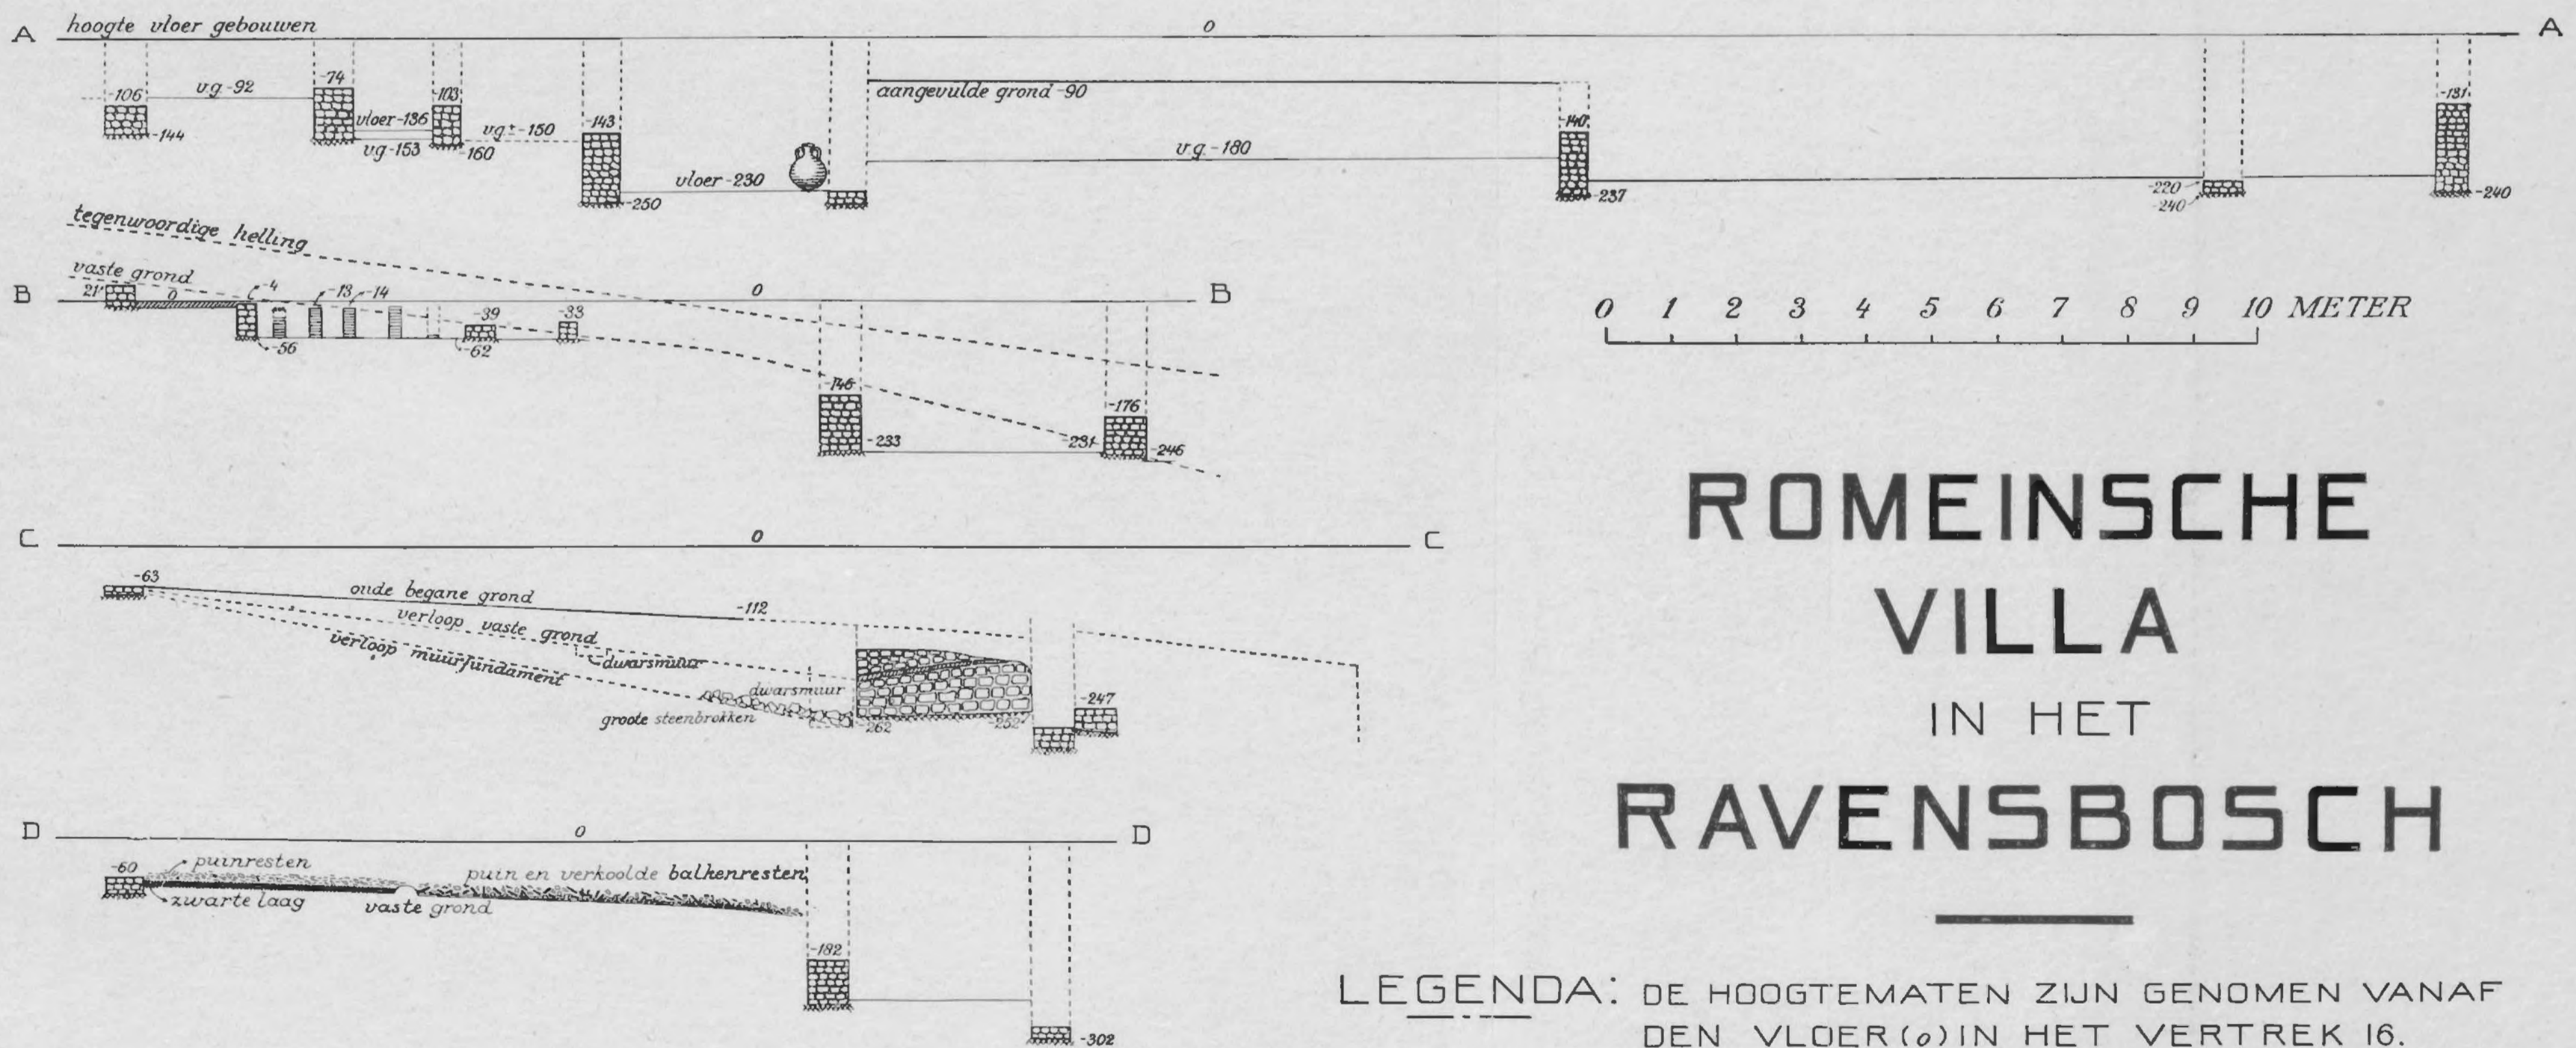 A hoogte vloer gebouwen 0 A
-106 v.g.-92 -74 -103 -143 aangevulde grond -90 -140 -131
-144 vloer-136 vg±-150
vg-153 -160 v.g.-180
vloer-230 -250 -237 -220 -240
-240
tegenwoordige helling
vaste grond
B 21 0 -4 -13 -14 0 B
-39 -33
-56 -62
-146 -176
-233 -231 -246
0 1 2 3 4 5 6 7 8 9 10 METER
ROMEINSCHE
VILLA
IN HET
RAVENSBOSCH
C 0 C
-63 oude begane grond -112
verloop vaste grond
verloop muurfundament dwarsmuur
dwarsmuur -247
groote steenbrokken -262 -252
D 0 D
-60 puinresten puin en verkoolde balkenresten
zwarte laag vaste grond
-182
-302
LEGENDA: DE HOOGTEMATEN ZIJN GENOMEN VANAF
DEN VLOER (0) IN HET VERTREK 16.